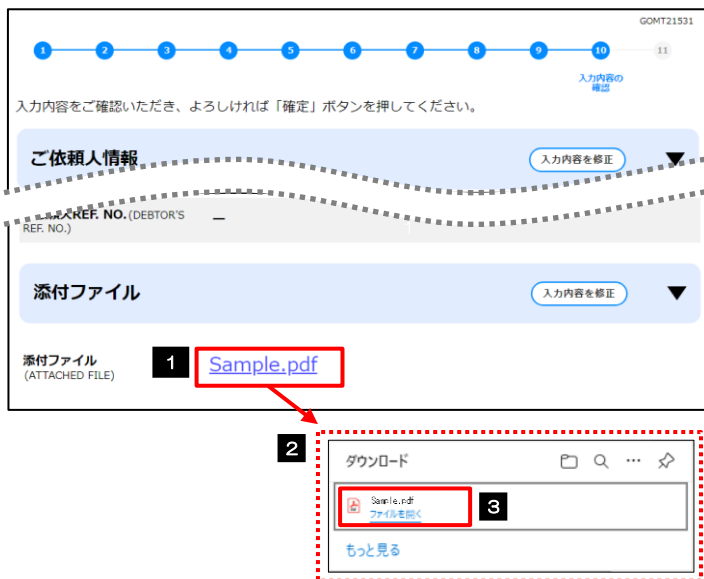 GOMT21531
1 2 3 4 5 6 7 8 9 10 11
入力内容の
確認
入力内容をご確認いただき、よろしければ「確定」ボタンを押してください。
ご依頼人情報 入力内容を修正 ▼
REF. NO.(DEBTOR'S ー
REF. NO.)
添付ファイル 入力内容を修正 ▼
添付ファイル 1 Sample.pdf
(ATTACHED FILE)
2
ダウンロード
Sample.pdf
ファイルを開く 3
もっと見る